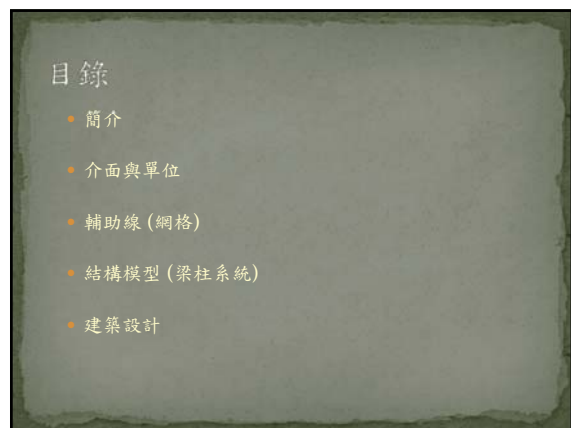 目錄
簡介
介面與單位
輔助線 (網格)
結構模型 (梁柱系統)
建築設計